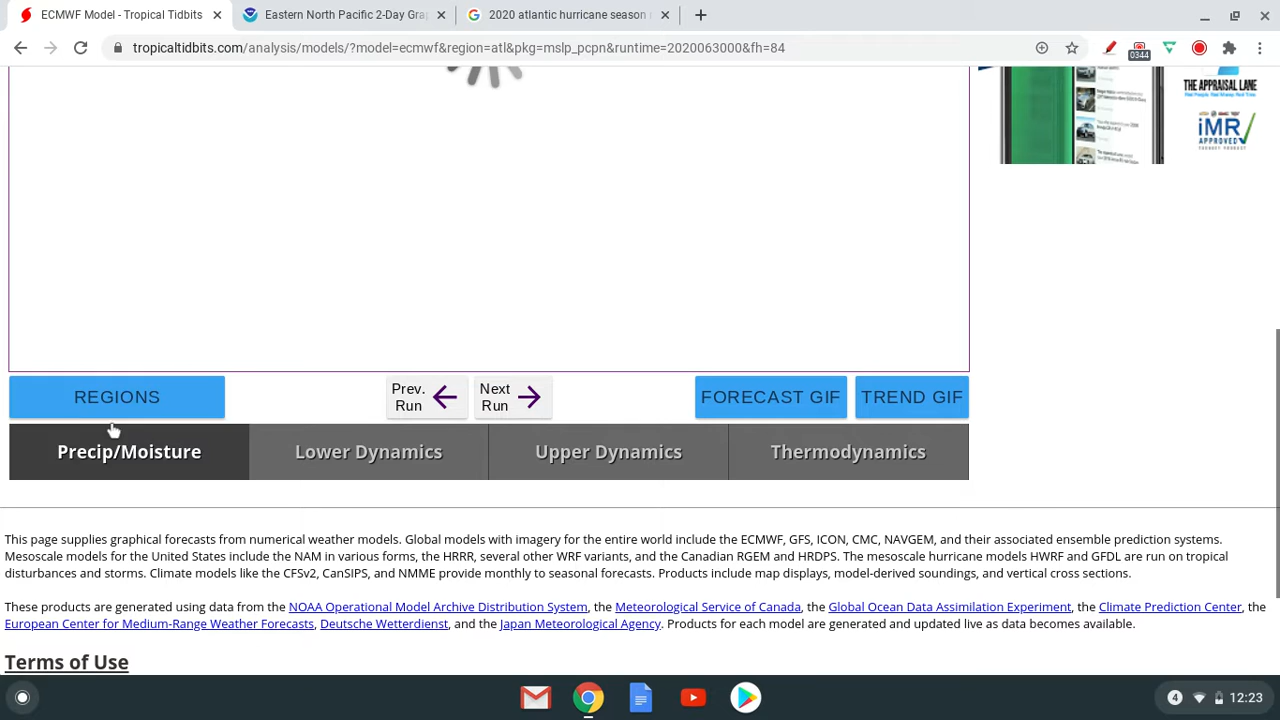 ECMWF Model - Tropical Tidbits
Eastern North Pacific 2-Day Gra
2020 atlantic hurricane season
tropicaltidbits.com/analysis/models/?model=ecmwf&region=atl&pkg=mslp_pcpn&runtime=2020063000&fh=84
0344
THE APPRAISAL LANE
iMR
APPROVED
REGIONS
Prev. Run
Next Run
FORECAST GIF
TREND GIF
Precip/Moisture
Lower Dynamics
Upper Dynamics
Thermodynamics
This page supplies graphical forecasts from numerical weather models. Global models with imagery for the entire world include the ECMWF, GFS, ICON, CMC, NAVGEM, and their associated ensemble prediction systems.
Mesoscale models for the United States include the NAM in various forms, the HRRR, several other WRF variants, and the Canadian RGEM and HRDPS. The mesoscale hurricane models HWRF and GFDL are run on tropical
disturbances and storms. Climate models like the CFSv2, CanSIPS, and NMME provide monthly to seasonal forecasts. Products include map displays, model-derived soundings, and vertical cross sections.
These products are generated using data from the NOAA Operational Model Archive Distribution System, the Meteorological Service of Canada, the Global Ocean Data Assimilation Experiment, the Climate Prediction Center, the
European Center for Medium-Range Weather Forecasts, Deutsche Wetterdienst, and the Japan Meteorological Agency. Products for each model are generated and updated live as data becomes available.
Terms of Use
4
12:23